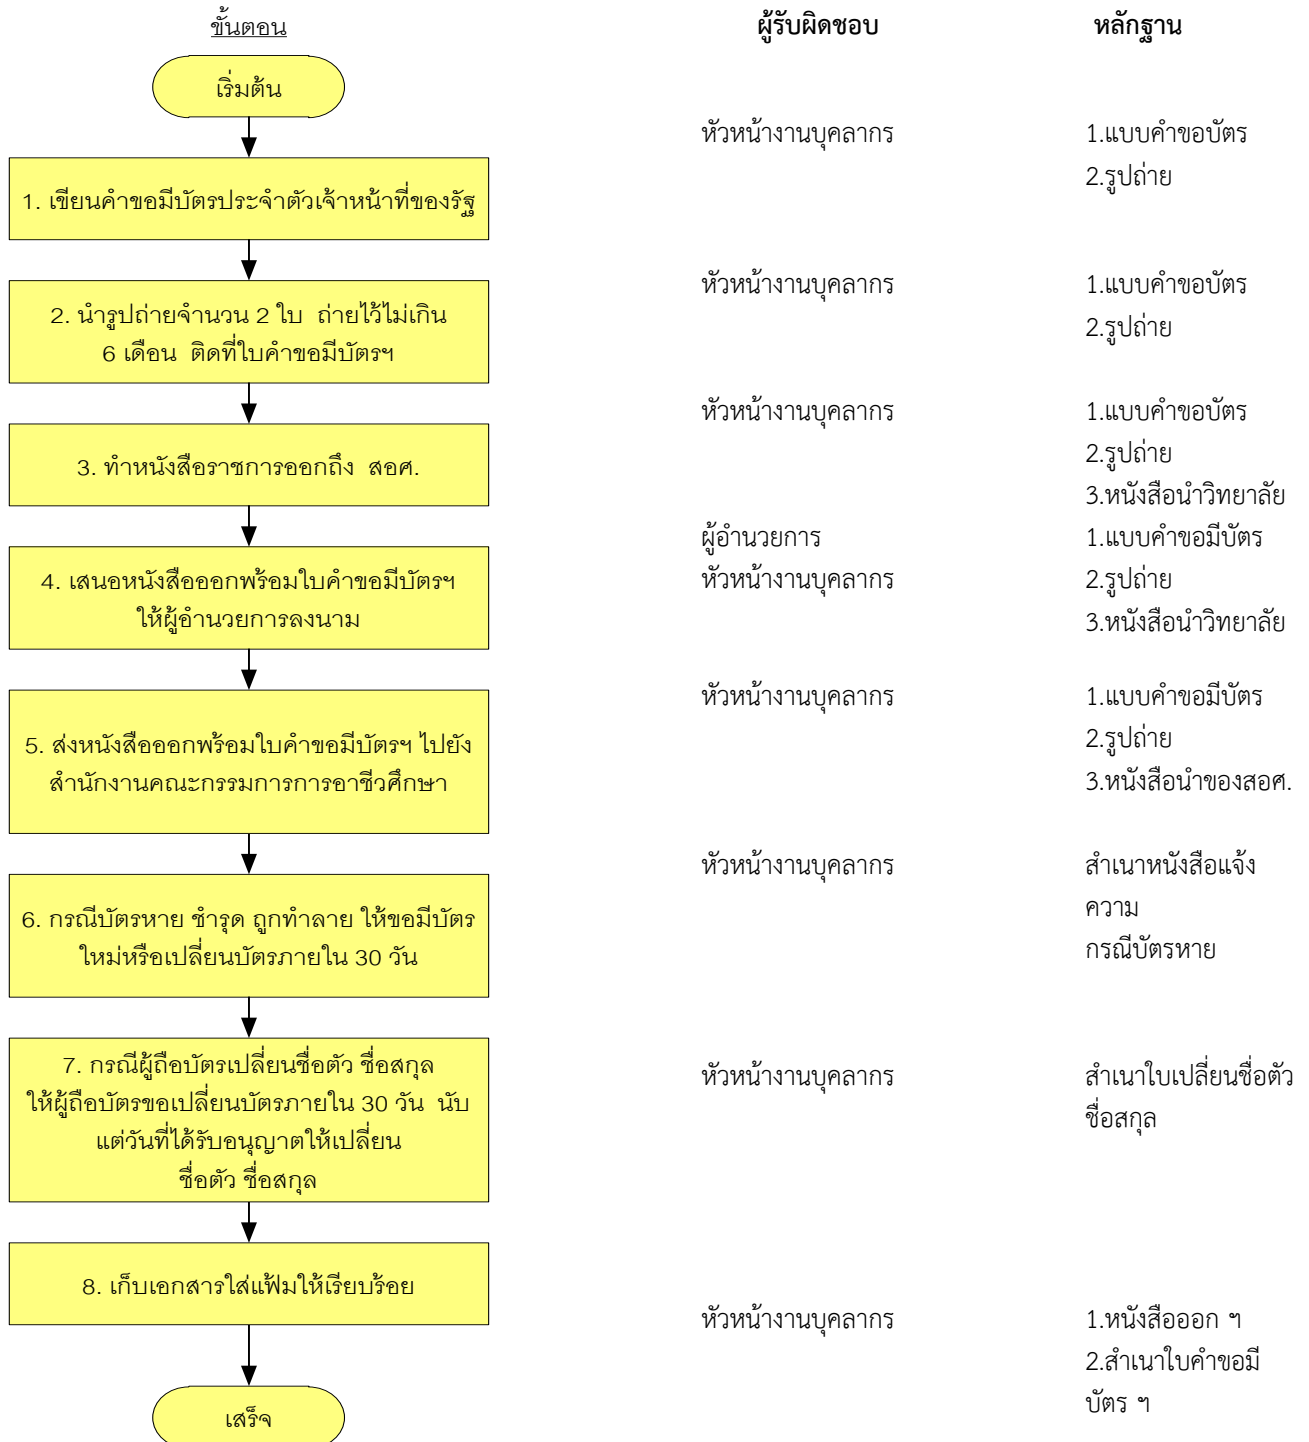 ขั้นตอน
ผู้รับผิดชอบ
หลักฐาน
เริ่มต้น
1. เขียนคำขอมีบัตรประจำตัวเจ้าหน้าที่ของรัฐ
หัวหน้างานบุคลากร
1.แบบคำขอบัตร
2.รูปถ่าย
2. นำรูปถ่ายจำนวน 2 ใบ ถ่ายไว้ไม่เกิน
6 เดือน ติดที่ใบคำขอมีบัตรฯ
หัวหน้างานบุคลากร
1.แบบคำขอบัตร
2.รูปถ่าย
3. ทำหนังสือราชการออกถึง สอศ.
หัวหน้างานบุคลากร
1.แบบคำขอบัตร
2.รูปถ่าย
3.หนังสือนำวิทยาลัย
4. เสนอหนังสือออกพร้อมใบคำขอมีบัตรฯ
ให้ผู้อำนวยการลงนาม
ผู้อำนวยการ
หัวหน้างานบุคลากร
1.แบบคำขอมีบัตร
2.รูปถ่าย
3.หนังสือนำวิทยาลัย
5. ส่งหนังสือออกพร้อมใบคำขอมีบัตรฯ ไปยัง
สำนักงานคณะกรรมการการอาชีวศึกษา
หัวหน้างานบุคลากร
1.แบบคำขอมีบัตร
2.รูปถ่าย
3.หนังสือนำของสอศ.
6. กรณีบัตรหาย ชำรุด ถูกทำลาย ให้ขอมีบัตร
ใหม่หรือเปลี่ยนบัตรภายใน 30 วัน
หัวหน้างานบุคลากร
สำเนาหนังสือแจ้ง
ความ
กรณีบัตรหาย
7. กรณีผู้ถือบัตรเปลี่ยนชื่อตัว ชื่อสกุล
ให้ผู้ถือบัตรขอเปลี่ยนบัตรภายใน 30 วัน นับ
แต่วันที่ได้รับอนุญาตให้เปลี่ยน
ชื่อตัว ชื่อสกุล
หัวหน้างานบุคลากร
สำเนาใบเปลี่ยนชื่อตัว
ชื่อสกุล
8. เก็บเอกสารใส่แฟ้มให้เรียบร้อย
หัวหน้างานบุคลากร
1.หนังสือออก ฯ
2.สำเนาใบคำขอมี
บัตร ฯ
เสร็จ